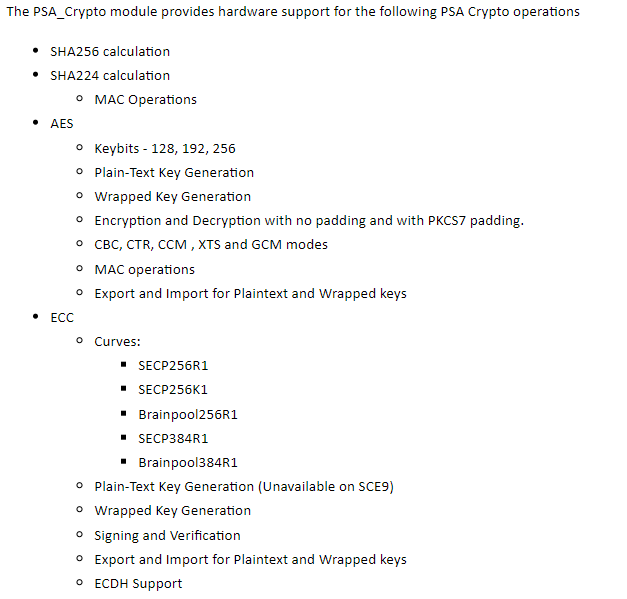 The PSA_Crypto module provides hardware support for the following PSA Crypto operations
• SHA256 calculation
• SHA224 calculation
◦ MAC Operations
• AES
◦ Keybits - 128, 192, 256
◦ Plain-Text Key Generation
◦ Wrapped Key Generation
◦ Encryption and Decryption with no padding and with PKCS7 padding.
◦ CBC, CTR, CCM , XTS and GCM modes
◦ MAC operations
◦ Export and Import for Plaintext and Wrapped keys
• ECC
◦ Curves:
▪ SECP256R1
▪ SECP256K1
▪ Brainpool256R1
▪ SECP384R1
▪ Brainpool384R1
◦ Plain-Text Key Generation (Unavailable on SCE9)
◦ Wrapped Key Generation
◦ Signing and Verification
◦ Export and Import for Plaintext and Wrapped keys
◦ ECDH Support